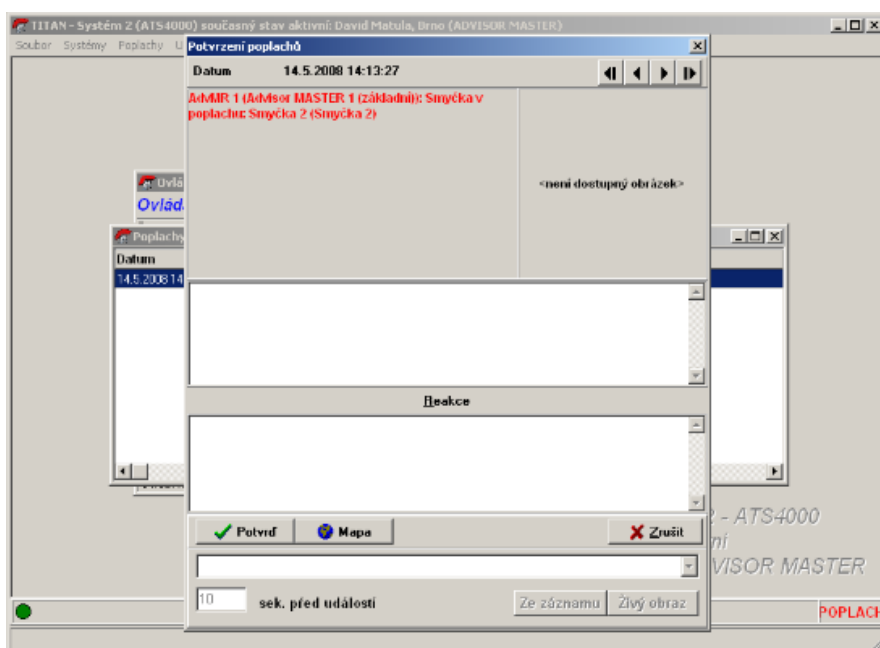 TITAN - Systém 2 (ATS4000) současný stav aktivní: David Matula, Brno (ADVISOR MASTER)
Soubor Systémy Poplachy U
Potvrzení poplachů
Datum 14.5.2008 14:13:27
AdvMR 1 (Advisor MASTER 1 (základní)): Smyčka v
poplachu: Smyčka 2 (Smyčka 2)
<není dostupný obrázek>
Ovlá
Ovlád
Poplachy
Datum
14.5.2008 14
Reakce
Potvrď Mapa Zrušit
- ATS4000
ní
VISOR MASTER
10 sek. před událostí Ze záznamu Živý obraz
POPLACH